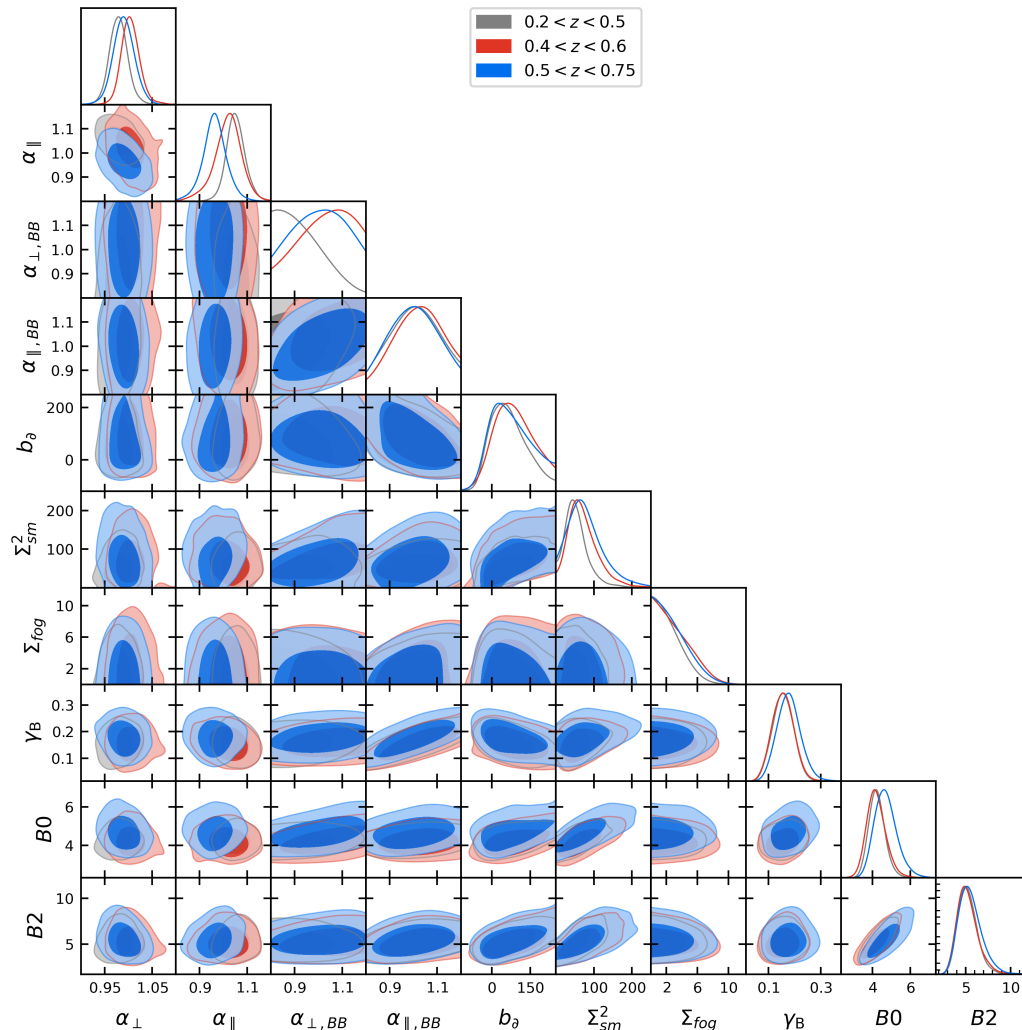 0.2 < z < 0.5
0.4 < z < 0.6
0.5 < z < 0.75
α∥ 1.1 1.0 0.9
α⊥,BB 1.1 1.0 0.9
α∥,BB 1.1 1.0 0.9
b∂ 200 0
Σ²sm 200 100
Σfog 10 6 2
γB 0.3 0.2 0.1
B0 6 4
B2 10 5
0.95 1.05 0.9 1.1 0.9 1.1 0.9 1.1 0 150 100 200 2 6 10 0.1 0.3 4 6 5 10
α⊥ α∥ α⊥,BB α∥,BB b∂ Σ²sm Σfog γB B0 B2